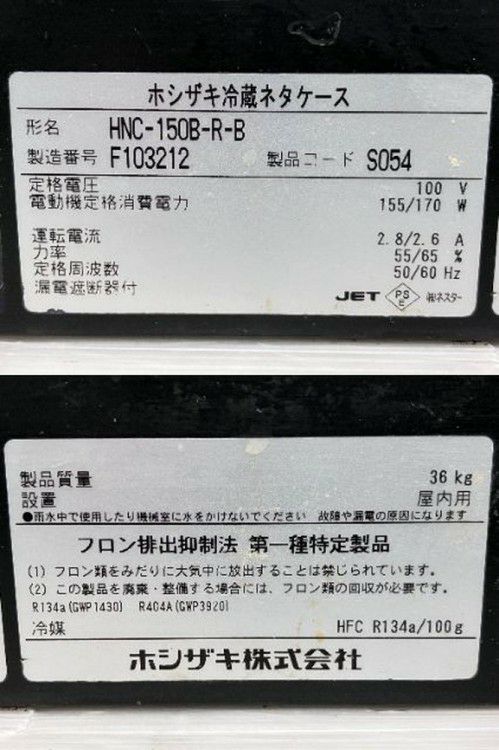 ホシザキ冷蔵ネタケース
形名 HNC-150B-R-B
製造番号 F103212 製品コード S054
定格電圧 100 V
電動機定格消費電力 155/170 W
運転電流 2.8/2.6 A
力率 55/65 %
定格周波数 50/60 Hz
漏電遮断器付
JET PSE ㈱ネスター
製品質量 36 kg
設置 屋内用
●雨水中で使用したり機械室に水をかけないでください 故障や漏電の原因になります
フロン排出抑制法 第一種特定製品
(1) フロン類をみだりに大気中に放出することは禁じられています。
(2) この製品を廃棄・整備する場合には、フロン類の回収が必要です。
R134a(GWP1430) R404A(GWP3920)
冷媒 HFC R134a/100g
ホシザキ株式会社